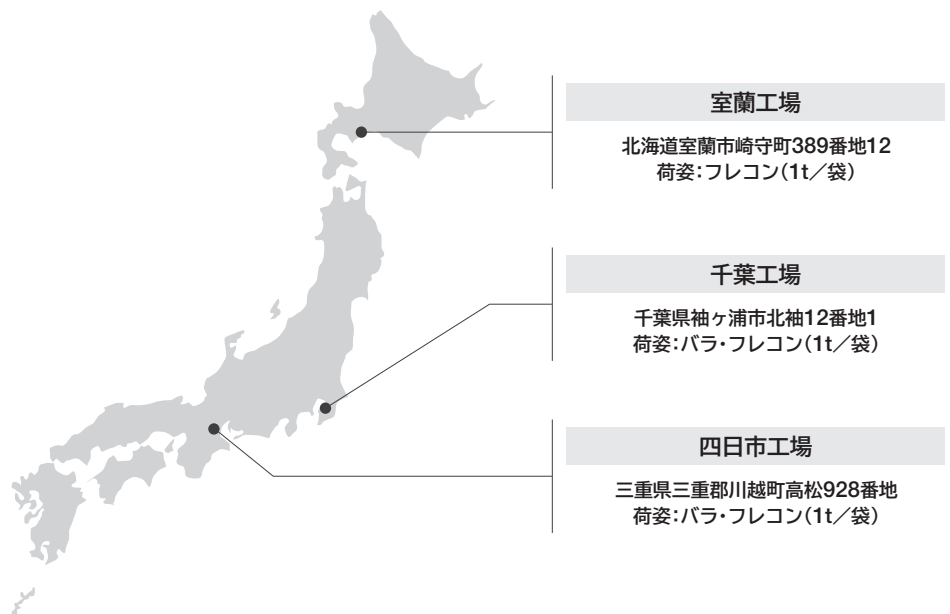 室蘭工場
北海道室蘭市崎守町389番地12
荷姿：フレコン（1t／袋）
千葉工場
千葉県袖ヶ浦市北袖12番地1
荷姿：バラ・フレコン（1t／袋）
四日市工場
三重県三重郡川越町高松928番地
荷姿：バラ・フレコン（1t／袋）